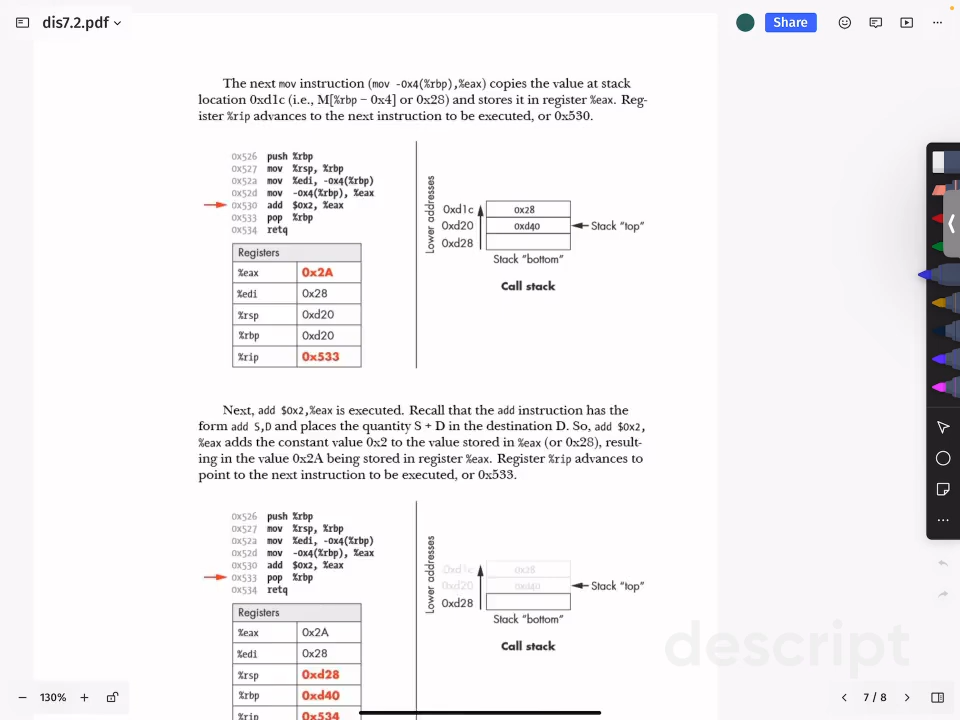 dis7.2.pdf
Share
The next mov instruction (mov -0x4(%rbp),%eax) copies the value at stack
location 0xd1c (i.e., M[%rbp − 0x4] or 0x28) and stores it in register %eax. Reg-
ister %rip advances to the next instruction to be executed, or 0x530.
0x526 push %rbp
0x527 mov %rsp, %rbp
0x52a mov %edi, -0x4(%rbp)
0x52d mov -0x4(%rbp), %eax
0x530 add $0x2, %eax
0x533 pop %rbp
0x534 retq
Registers
%eax 0x2A
%edi 0x28
%rsp 0xd20
%rbp 0xd20
%rip 0x533
Lower addresses
0xd1c 0x28
0xd20 0xd40 Stack “top”
0xd28
Stack “bottom”
Call stack
Next, add $0x2,%eax is executed. Recall that the add instruction has the
form add S,D and places the quantity S + D in the destination D. So, add $0x2,
%eax adds the constant value 0x2 to the value stored in %eax (or 0x28), result-
ing in the value 0x2A being stored in register %eax. Register %rip advances to
point to the next instruction to be executed, or 0x533.
0x526 push %rbp
0x527 mov %rsp, %rbp
0x52a mov %edi, -0x4(%rbp)
0x52d mov -0x4(%rbp), %eax
0x530 add $0x2, %eax
0x533 pop %rbp
0x534 retq
Registers
%eax 0x2A
%edi 0x28
%rsp 0xd28
%rbp 0xd40
%rip 0x534
Lower addresses
0xd1c 0x28
0xd20 0xd40 Stack “top”
0xd28
Stack “bottom”
Call stack
descript
130%
7 / 8